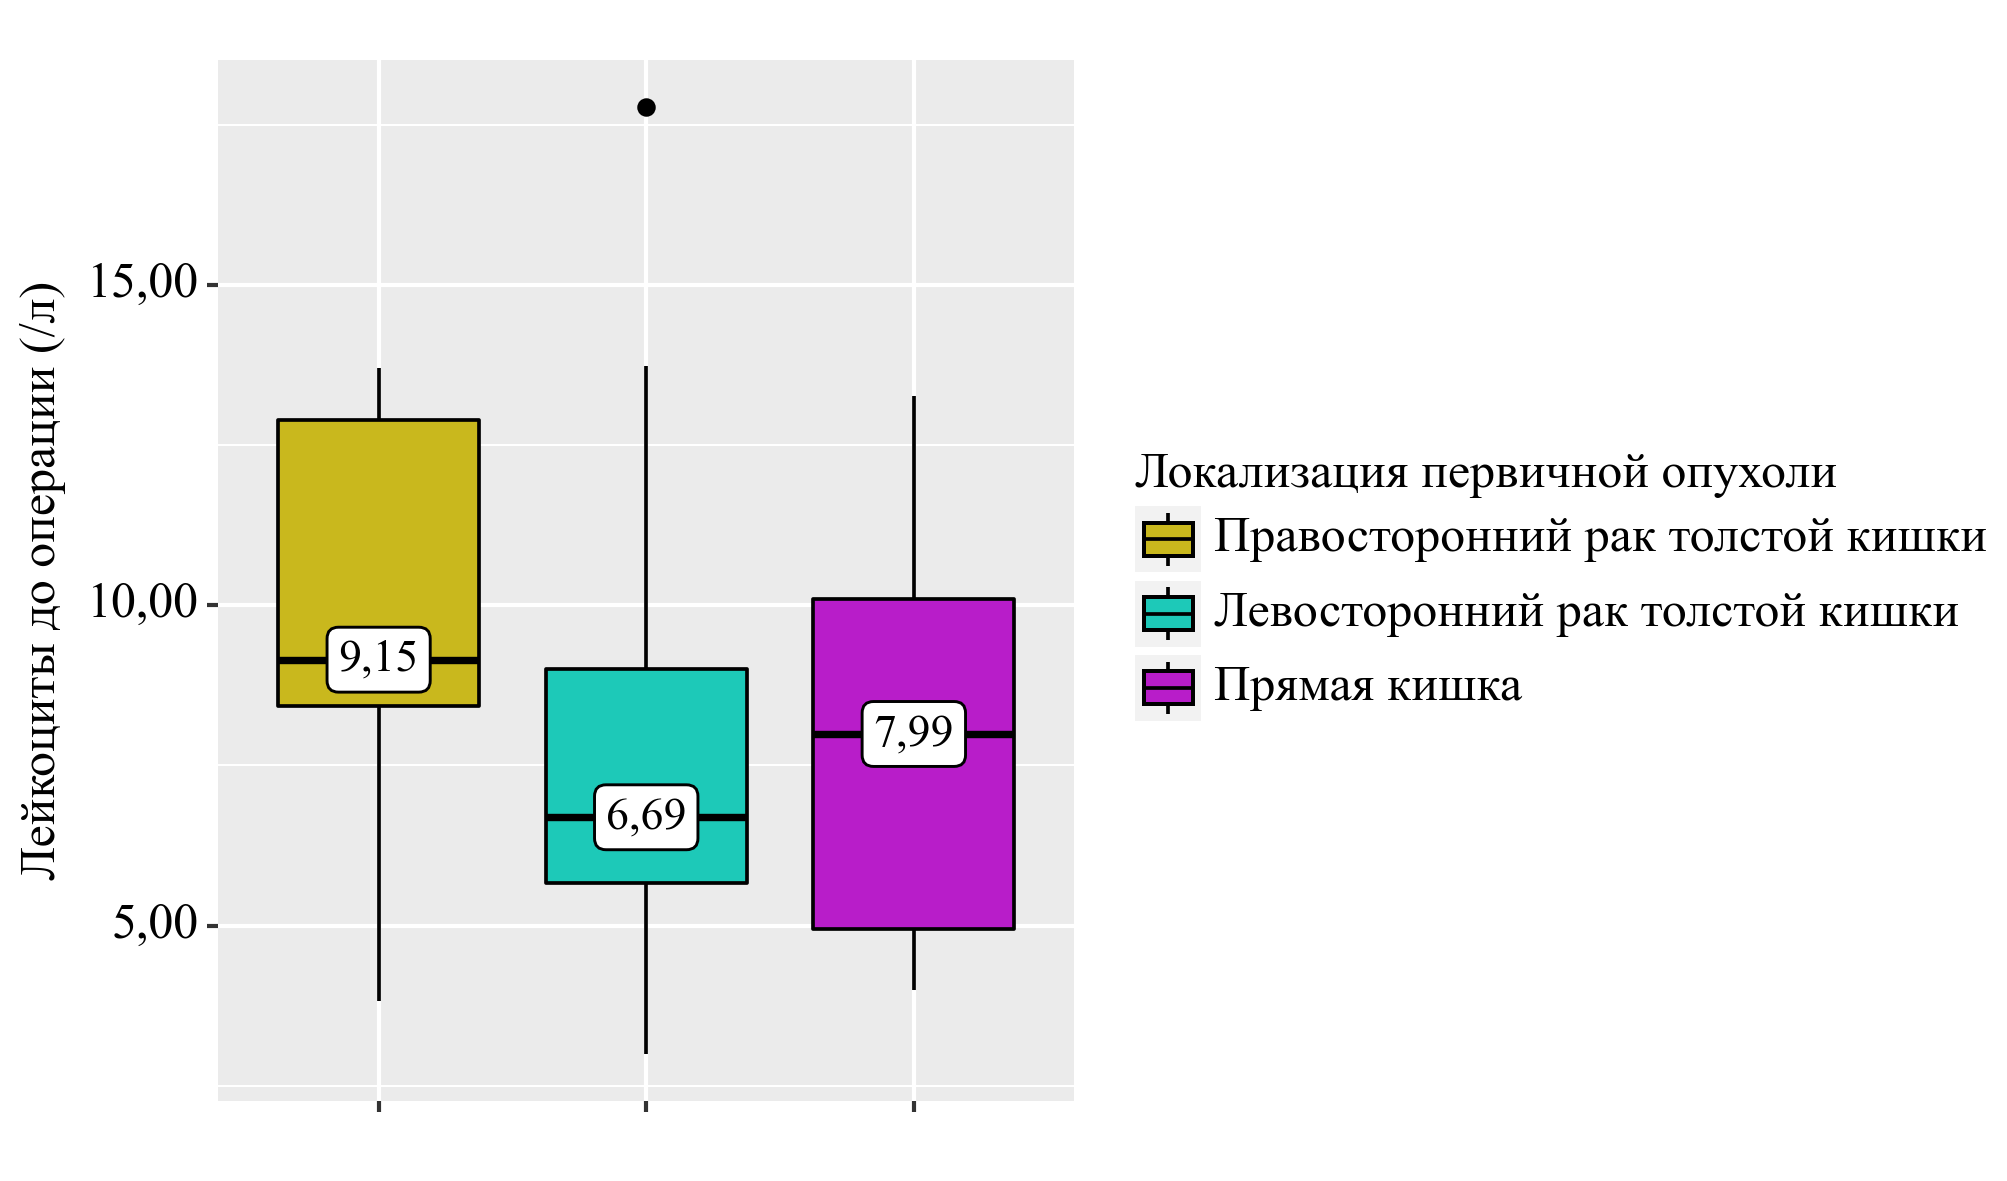 Лейкоциты до операции (/л)
15,00
10,00
5,00
9,15
6,69
7,99
Локализация первичной опухоли
Правосторонний рак толстой кишки
Левосторонний рак толстой кишки
Прямая кишка